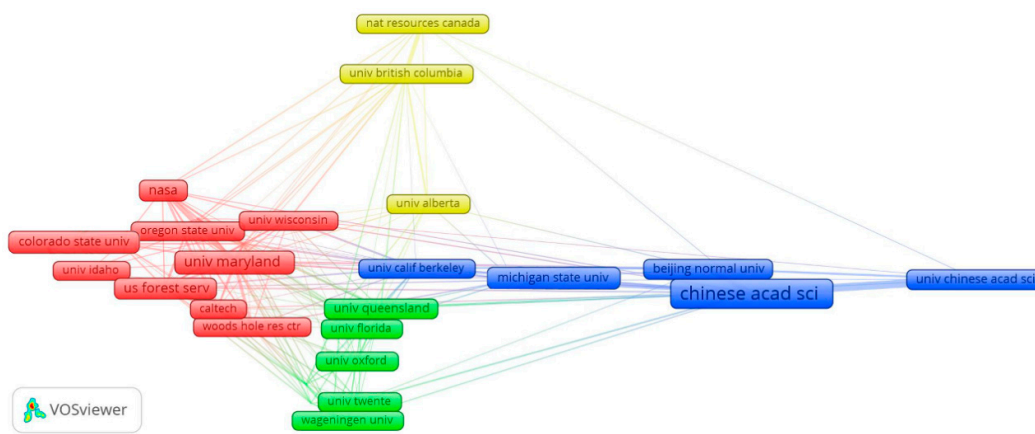 nat resources canada
univ british columbia
nasa
univ alberta
univ wisconsin
oregon state univ
colorado state univ
univ maryland
univ idaho
univ calif berkeley
beijing normal univ
michigan state univ
univ chinese acad sci
us forest serv
chinese acad sci
caltech
univ queensland
woods hole res ctr
univ florida
univ oxford
univ twente
wageningen univ
VOSviewer